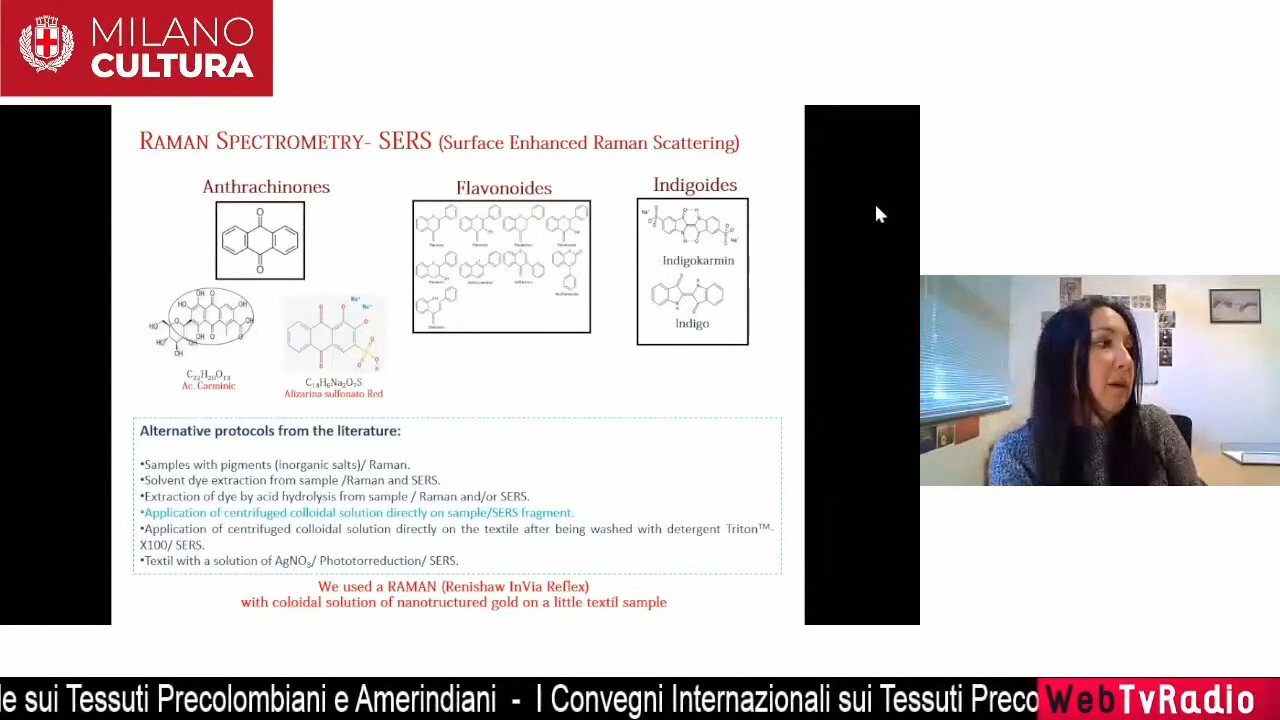 MILANO
CULTURA
RAMAN SPECTROMETRY- SERS (Surface Enhanced Raman Scattering)
Anthrachinones
Flavonoides
Indigoides
Indigokarmin
Indigo
C22H20O13
Ac. Carminic
C14H6Na2O7S
Alizarina sulfonato Red
Alternative protocols from the literature:
•Samples with pigments (inorganic salts)/ Raman.
•Solvent dye extraction from sample /Raman and SERS.
•Extraction of dye by acid hydrolysis from sample / Raman and/or SERS.
•Application of centrifuged colloidal solution directly on sample/SERS fragment.
•Application of centrifuged colloidal solution directly on the textile after being washed with detergent Triton™-
X100/ SERS.
•Textil with a solution of AgNO3/ Phototorreduction/ SERS.
We used a RAMAN (Renishaw InVia Reflex)
with coloidal solution of nanotructured gold on a little textil sample
le sui Tessuti Precolombiani e Amerindiani - I Convegni Internazionali sui Tessuti Preco
WebTvRadio